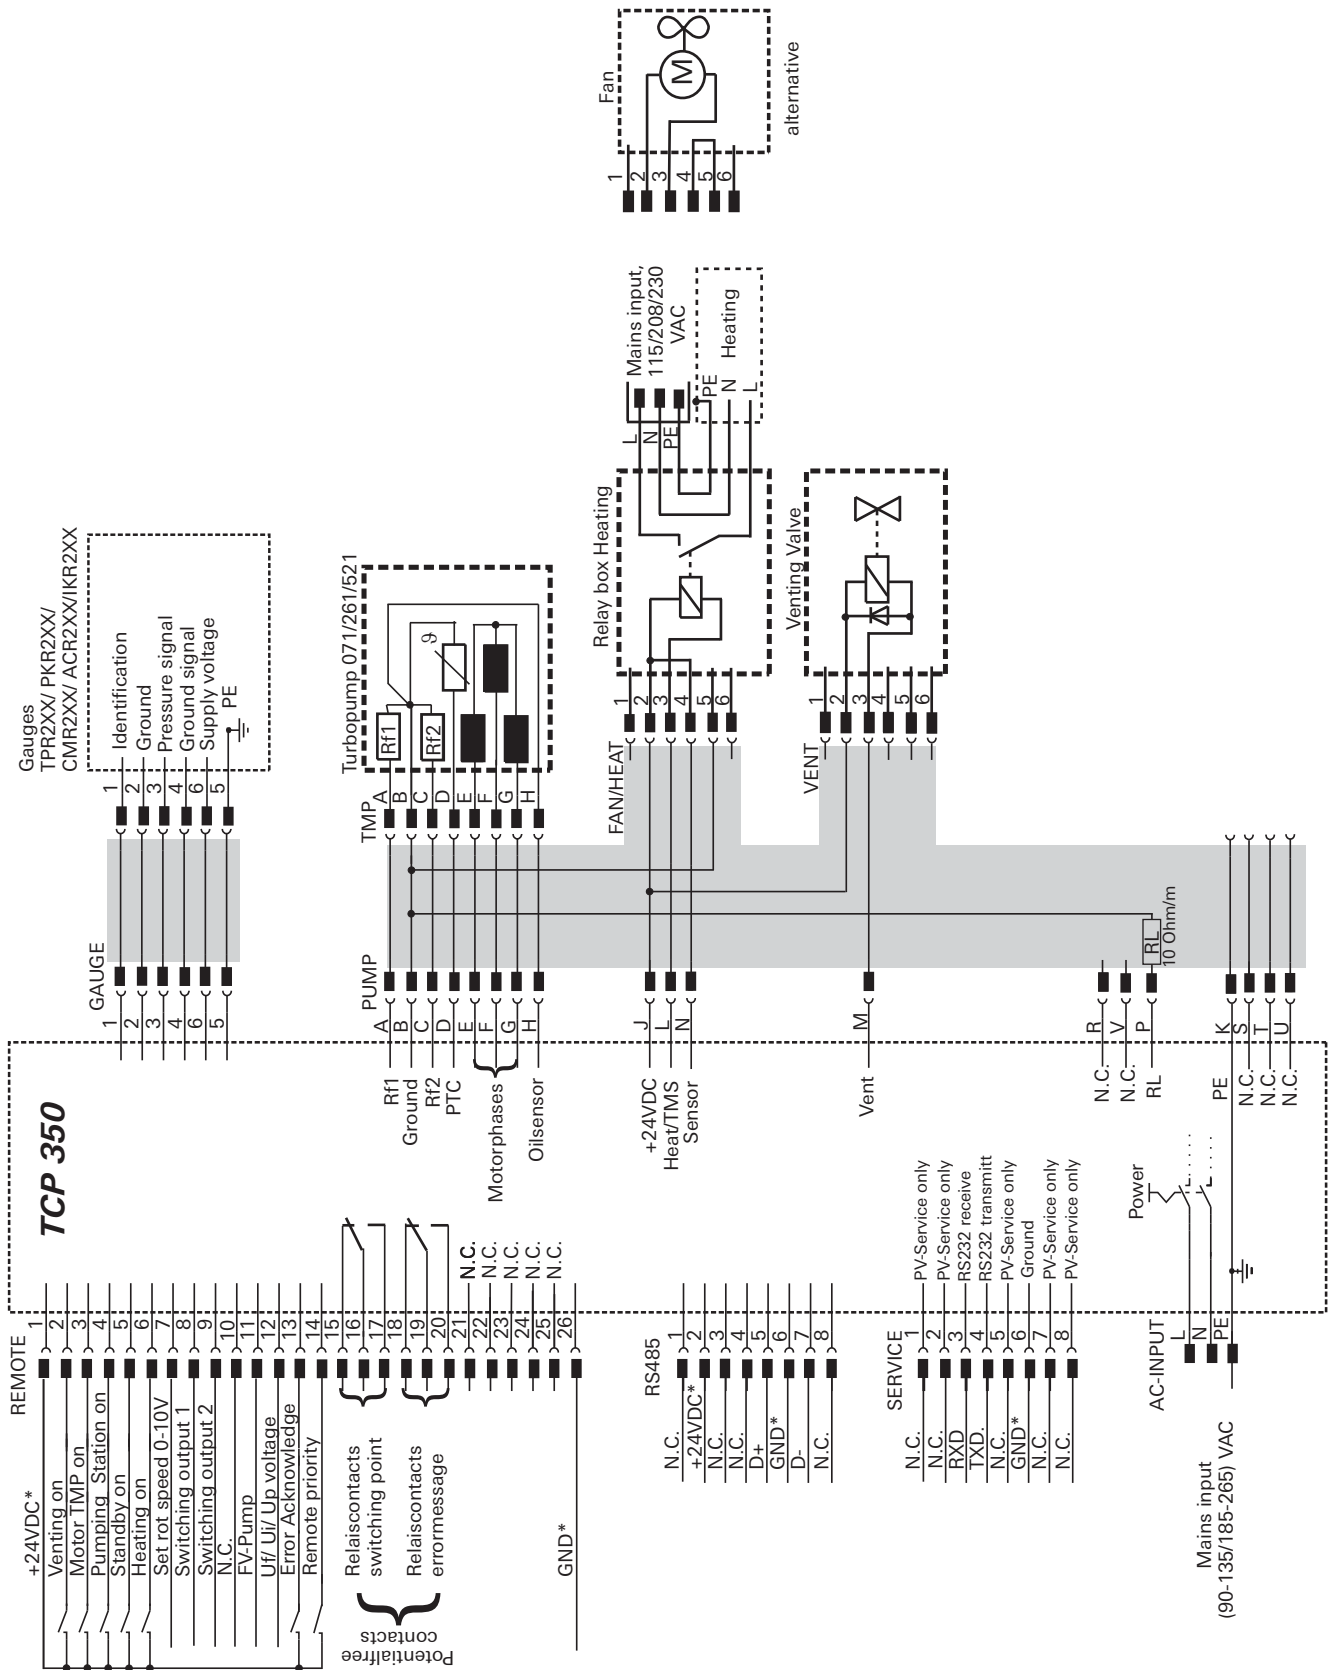 Fan
M
alternative
1
2
3
4
5
6
Mains input,
115/208/230
VAC
L
N
PE
Heating
PE
N
L
Relay box Heating
1
2
3
4
5
6
FAN/HEAT
Venting Valve
1
2
3
4
5
6
VENT
Gauges
TPR2XX/ PKR2XX/
CMR2XX/ ACR2XX/IKR2XX
Identification
Ground
Pressure signal
Ground signal
Supply voltage
PE
1
2
3
4
6
5
GAUGE
1
2
3
4
6
5
Turbopump 071/261/521
Rf1
Rf2
ϑ
TMP
A
B
C
D
E
F
G
H
PUMP
A
B
C
D
E
F
G
H
J
L
N
M
R
V
P
K
S
T
U
RL
10 Ohm/m
TCP 350
Rf1
Ground
Rf2
PTC
Motorphases
Oilsensor
+24VDC
Heat/TMS
Sensor
Vent
N.C.
N.C.
RL
PE
N.C.
N.C.
N.C.
Power
N.C.
N.C.
N.C.
N.C.
N.C.
PV-Service only
PV-Service only
RS232 receive
RS232 transmitt
PV-Service only
Ground
PV-Service only
PV-Service only
REMOTE
1
2
3
4
5
6
7
8
9
10
11
12
13
14
15
16
17
18
19
20
21
22
23
24
25
26
+24VDC*
Venting on
Motor TMP on
Pumping Station on
Standby on
Heating on
Set rot speed 0-10V
Switching output 1
Switching output 2
N.C.
FV-Pump
Uf/ Ui/ Up voltage
Error Acknowledge
Remote priority
Relaiscontacts
switching point
Relaiscontacts
errormessage
Potentialfree
contacts
GND*
RS485
1
2
3
4
5
6
7
8
N.C.
+24VDC*
N.C.
N.C.
D+
GND*
D-
N.C.
SERVICE
1
2
3
4
5
6
7
8
N.C.
N.C.
RXD
TXD.
N.C.
GND*
N.C.
N.C.
AC-INPUT
L
N
PE
Mains input
(90-135/185-265) VAC